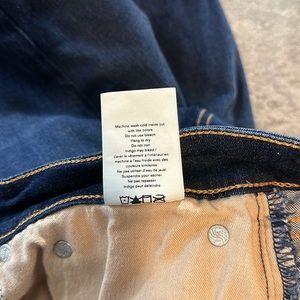 Machine wash cold inside out
with like colors
Do not use bleach
Hang to dry
Do not iron
Indigo may bleed /
Laver le vêtement à l'intérieur en
machine à l'eau froide avec des
couleurs similaires
Ne pas utiliser d'eau de javel
Suspendre pour sécher
Ne pas repasser
Indigo peut déteindre